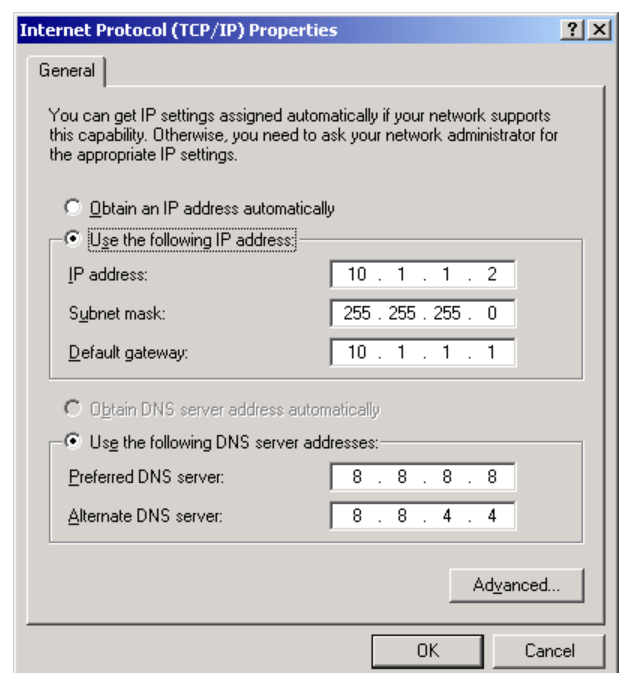 Internet Protocol (TCP/IP) Properties
General
You can get IP settings assigned automatically if your network supports
this capability. Otherwise, you need to ask your network administrator for
the appropriate IP settings.
Obtain an IP address automatically
Use the following IP address:
IP address: 10 . 1 . 1 . 2
Subnet mask: 255 . 255 . 255 . 0
Default gateway: 10 . 1 . 1 . 1
Obtain DNS server address automatically
Use the following DNS server addresses:
Preferred DNS server: 8 . 8 . 8 . 8
Alternate DNS server: 8 . 8 . 4 . 4
Advanced...
OK Cancel